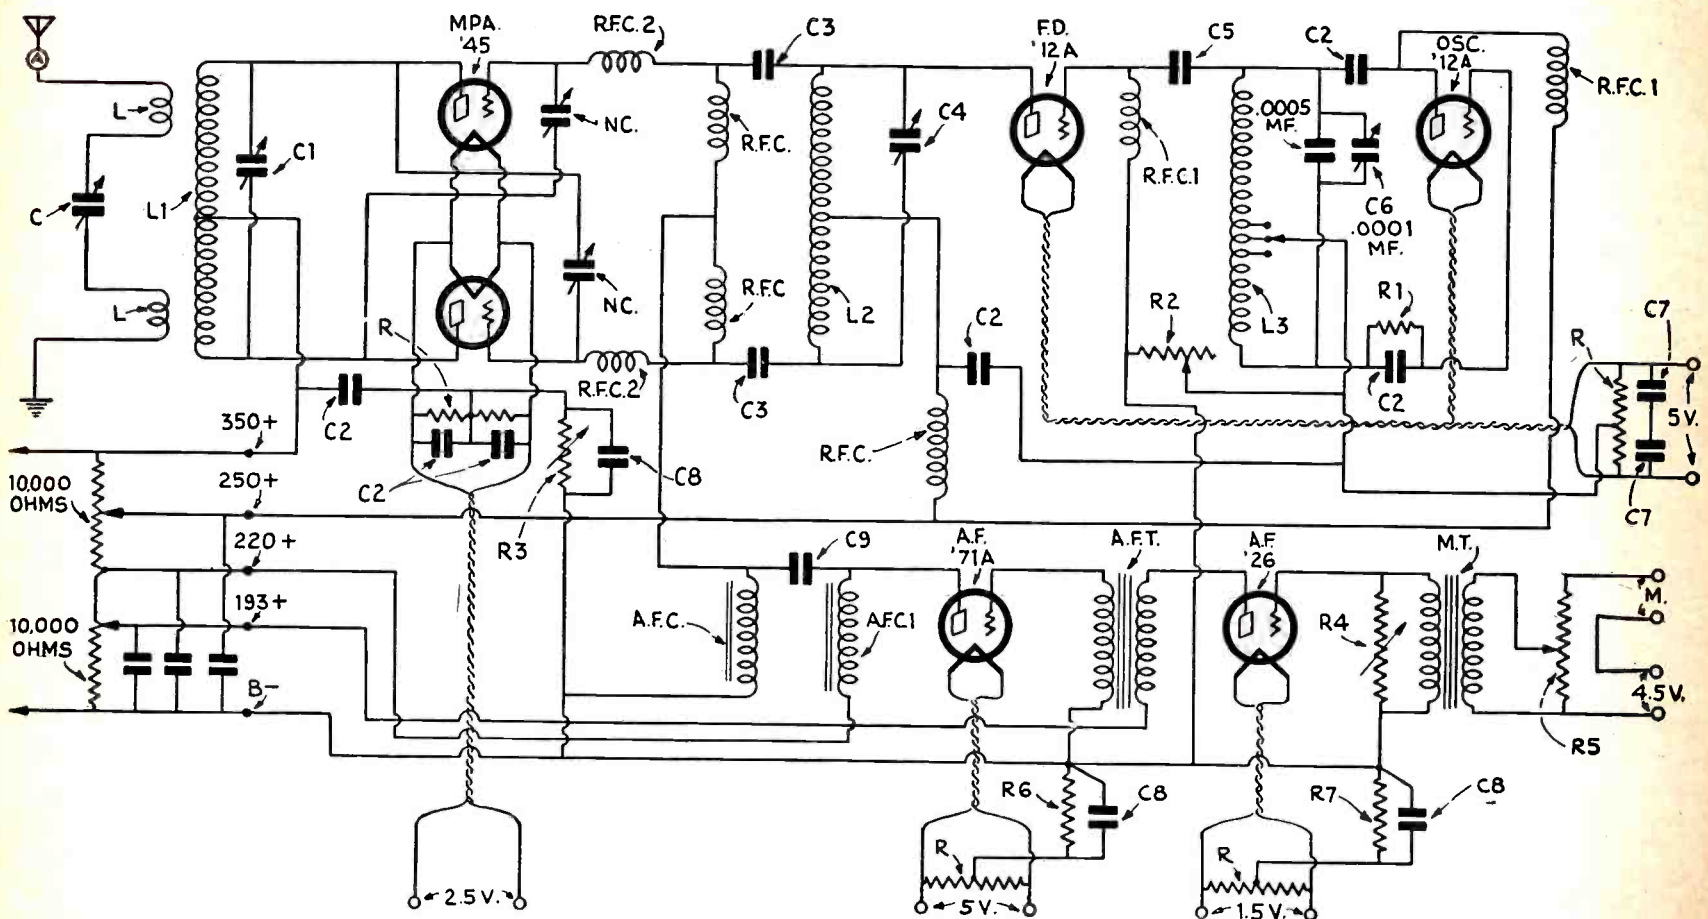 MPA.
'45
R.F.C.2
C3
F.D.
'12A
C5
C2
OSC.
'12A
R.F.C.1
A
L
C1
NC.
R.F.C.
C4
.0005
MF.
R.F.C.1
C
L1
C6
.0001
MF.
L
NC.
R.F.C
L2
R2
R1
L3
C7
R
C2
R
5V.
R.F.C.2
C3
C2
C2
350+
R.F.C.
10,000
OHMS
250+
C2
C8
C7
R3
220+
C9
A.F.
'71A
A.F.T.
A.F.
'26
M.T.
193+
10,000
OHMS
A.F.C.
A.F.C.1
R4
M.
B-
4.5V.
R5
R6
C8
R7
C8
R
R
2.5V.
5V.
1.5V.